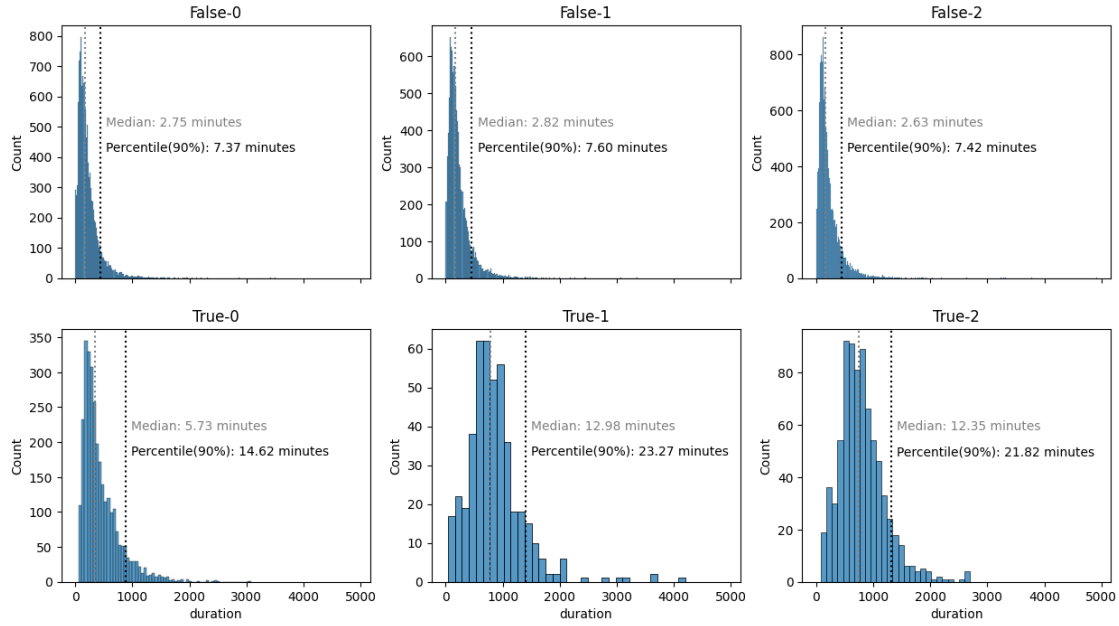 False-0
False-1
False-2
800
700
600
500
400
300
200
100
0
Count
Median: 2.75 minutes
Percentile(90%): 7.37 minutes
600
500
400
300
200
100
0
Count
Median: 2.82 minutes
Percentile(90%): 7.60 minutes
800
600
400
200
0
Count
Median: 2.63 minutes
Percentile(90%): 7.42 minutes
True-0
True-1
True-2
350
300
250
200
150
100
50
0
Count
Median: 5.73 minutes
Percentile(90%): 14.62 minutes
0 1000 2000 3000 4000 5000
duration
60
50
40
30
20
10
0
Count
Median: 12.98 minutes
Percentile(90%): 23.27 minutes
0 1000 2000 3000 4000 5000
duration
80
60
40
20
0
Count
Median: 12.35 minutes
Percentile(90%): 21.82 minutes
0 1000 2000 3000 4000 5000
duration